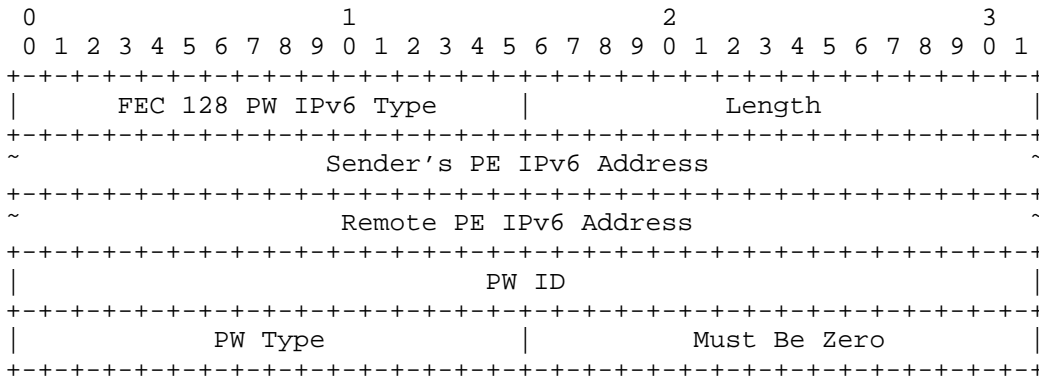 0                   1                   2                   3
 0 1 2 3 4 5 6 7 8 9 0 1 2 3 4 5 6 7 8 9 0 1 2 3 4 5 6 7 8 9 0 1
+-+-+-+-+-+-+-+-+-+-+-+-+-+-+-+-+-+-+-+-+-+-+-+-+-+-+-+-+-+-+-+-+
|      FEC 128 PW IPv6 Type     |            Length             |
+-+-+-+-+-+-+-+-+-+-+-+-+-+-+-+-+-+-+-+-+-+-+-+-+-+-+-+-+-+-+-+-+
~                   Sender's PE IPv6 Address                    ~
+-+-+-+-+-+-+-+-+-+-+-+-+-+-+-+-+-+-+-+-+-+-+-+-+-+-+-+-+-+-+-+-+
~                    Remote PE IPv6 Address                     ~
+-+-+-+-+-+-+-+-+-+-+-+-+-+-+-+-+-+-+-+-+-+-+-+-+-+-+-+-+-+-+-+-+
|                             PW ID                             |
+-+-+-+-+-+-+-+-+-+-+-+-+-+-+-+-+-+-+-+-+-+-+-+-+-+-+-+-+-+-+-+-+
|            PW Type            |          Must Be Zero         |
+-+-+-+-+-+-+-+-+-+-+-+-+-+-+-+-+-+-+-+-+-+-+-+-+-+-+-+-+-+-+-+-+